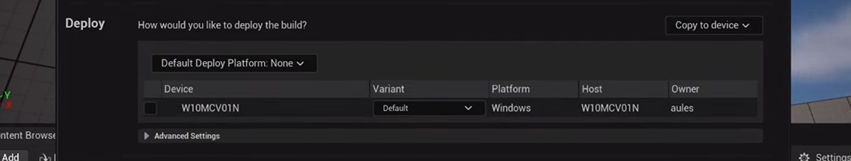 Deploy How would you like to deploy the build? Copy to device
Default Deploy Platform: None
Device Variant Platform Host Owner
W10MCV01N Default Windows W10MCV01N aules
Y
X
ntent Browse
Advanced Settings
Add Settings